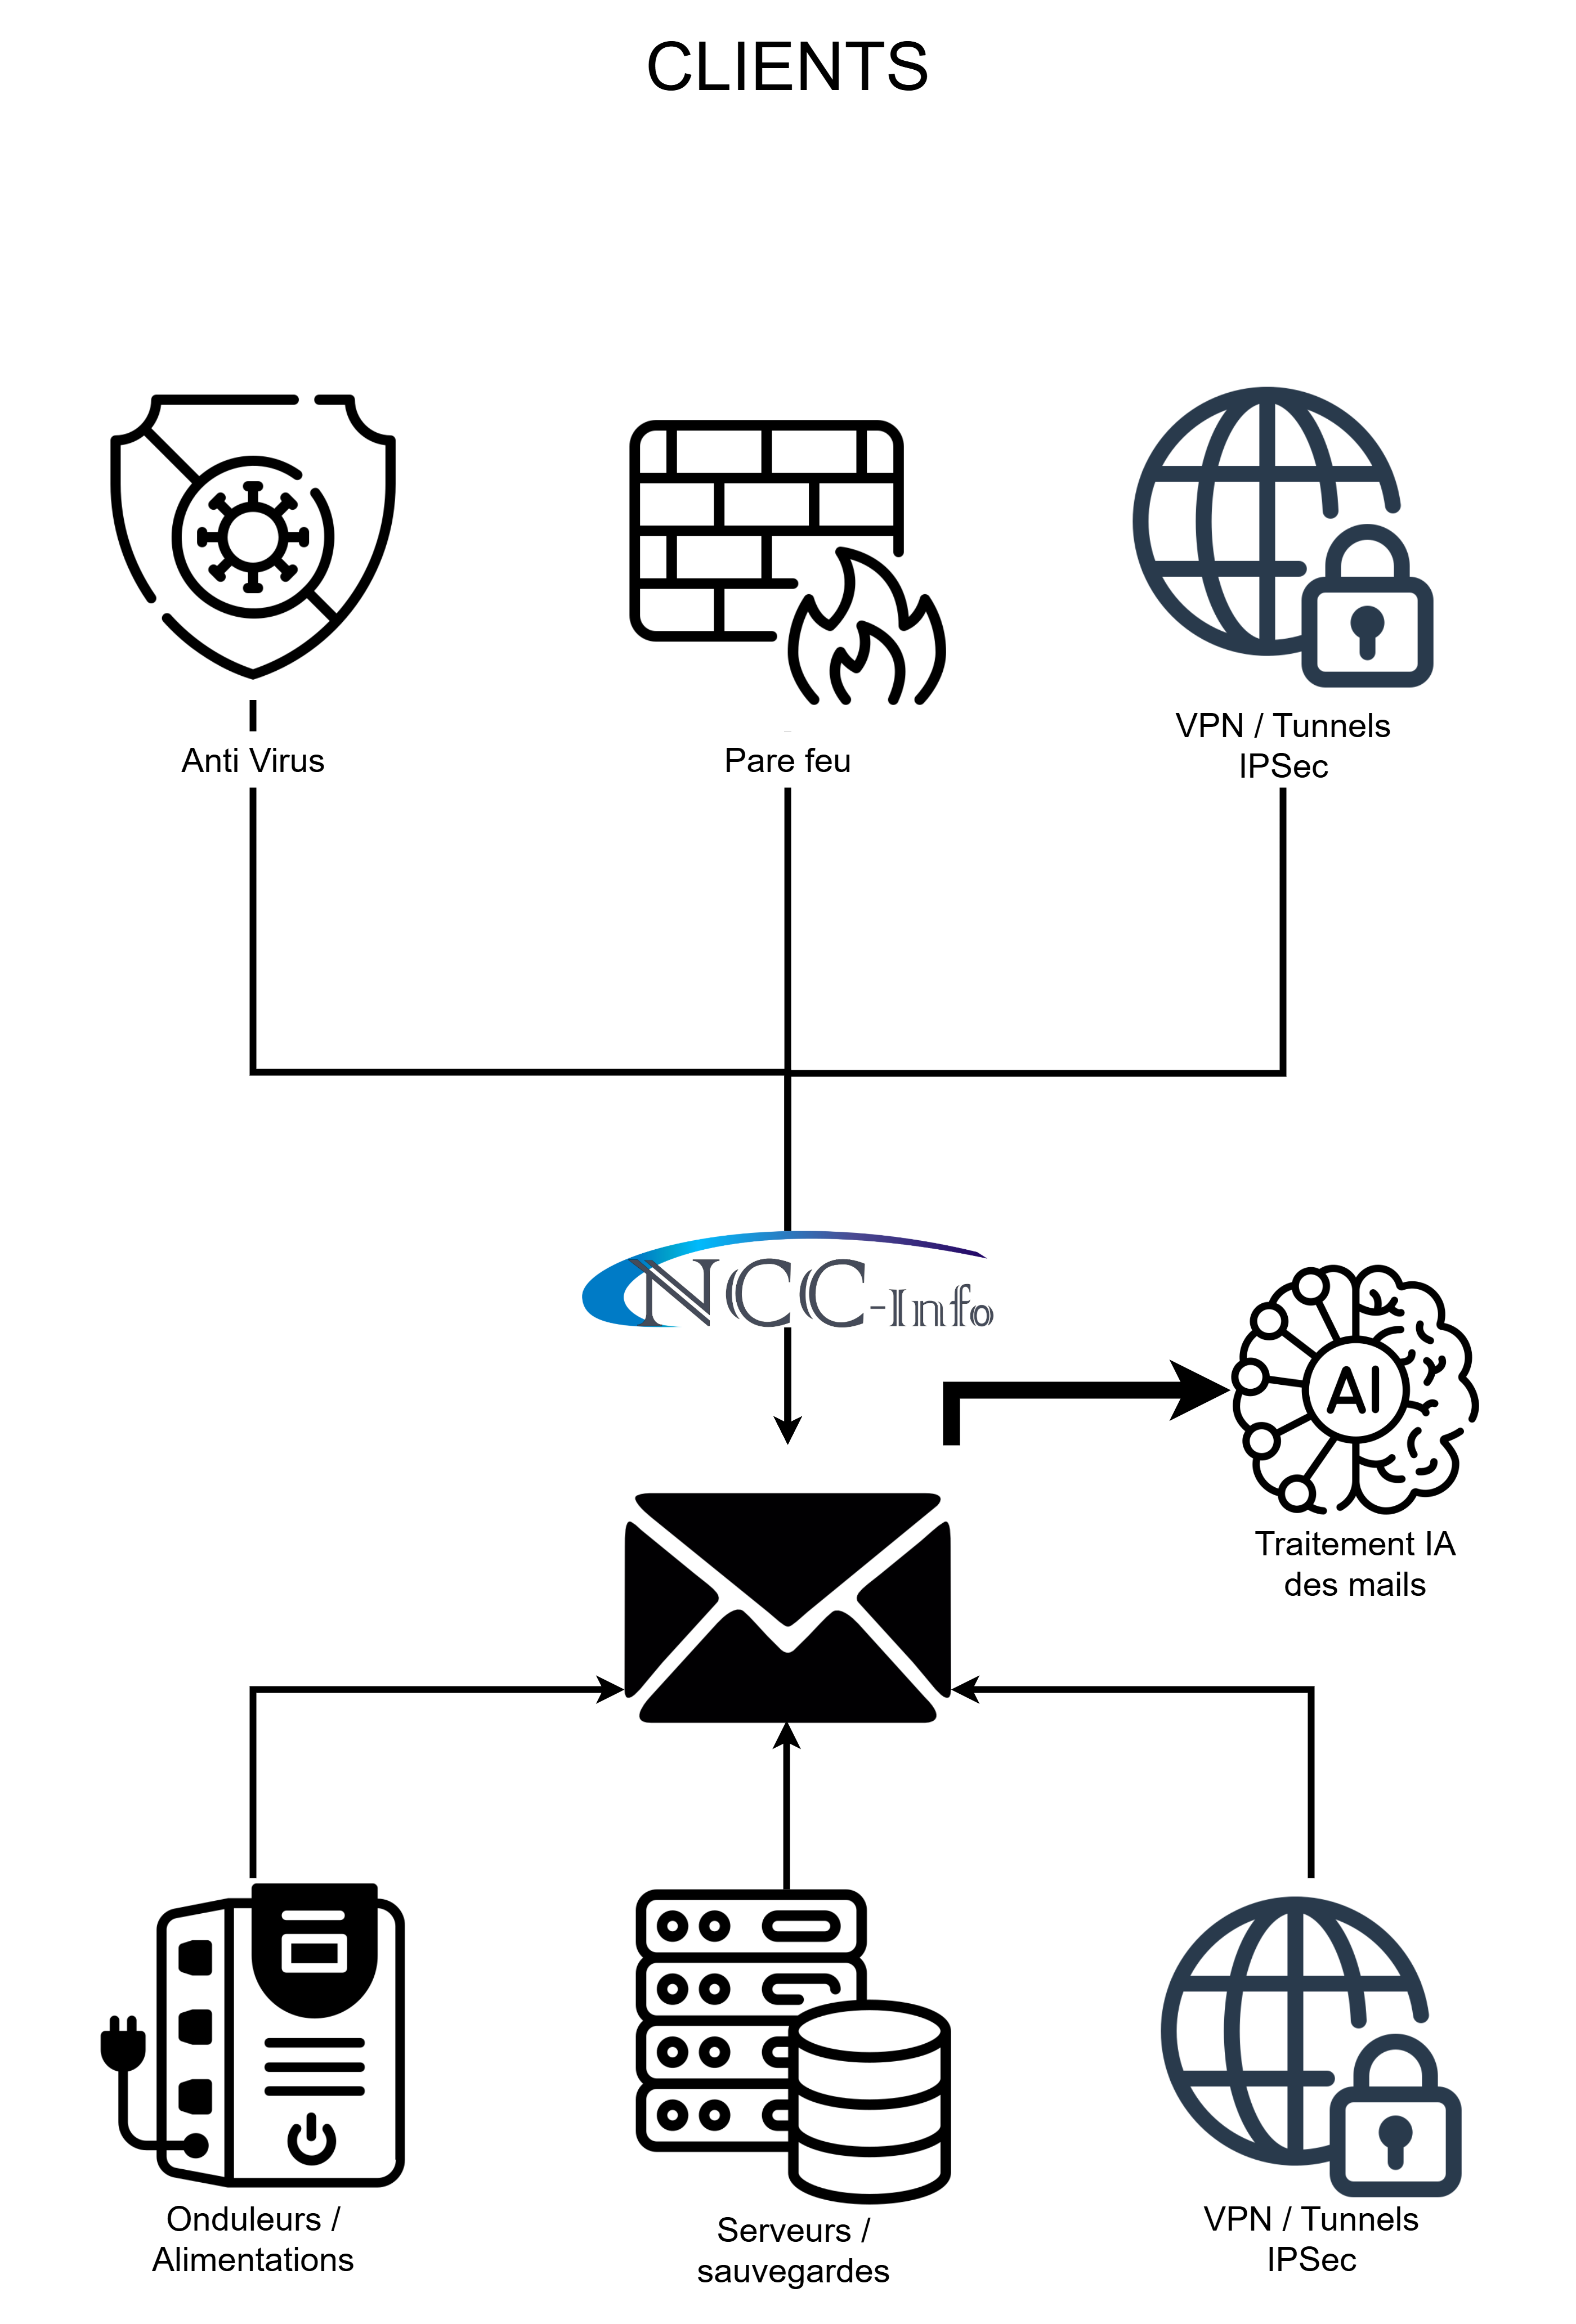 CLIENTS
Anti Virus
Pare feu
VPN / Tunnels
IPSec
NCC-Info
AI
Traitement IA
des mails
Onduleurs /
Alimentations
Serveurs /
sauvegardes
VPN / Tunnels
IPSec